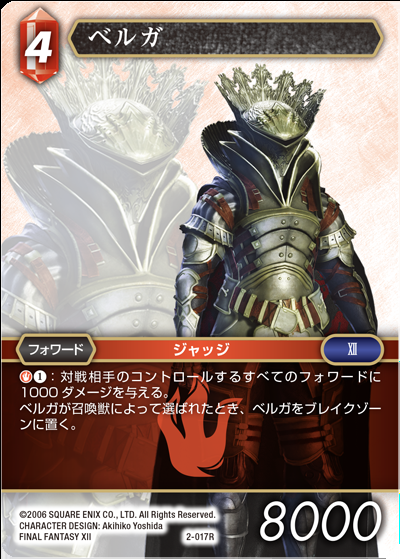 4
ベルガ
フォワード
ジャッジ
XII
1：対戦相手のコントロールするすべてのフォワードに
1000ダメージを与える。
ベルガが召喚獣によって選ばれたとき、ベルガをブレイクゾー
ンに置く。
©2006 SQUARE ENIX CO., LTD. All Rights Reserved.
CHARACTER DESIGN: Akihiko Yoshida
FINAL FANTASY XII
2-017R
8000